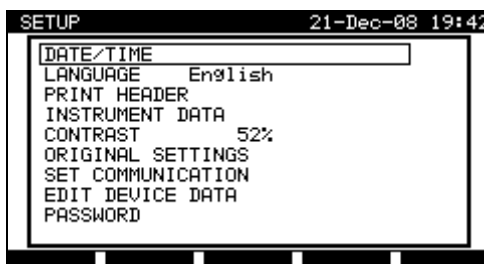 SETUP 21-Dec-08 19:42
DATE/TIME
LANGUAGE English
PRINT HEADER
INSTRUMENT DATA
CONTRAST 52%
ORIGINAL SETTINGS
SET COMMUNICATION
EDIT DEVICE DATA
PASSWORD